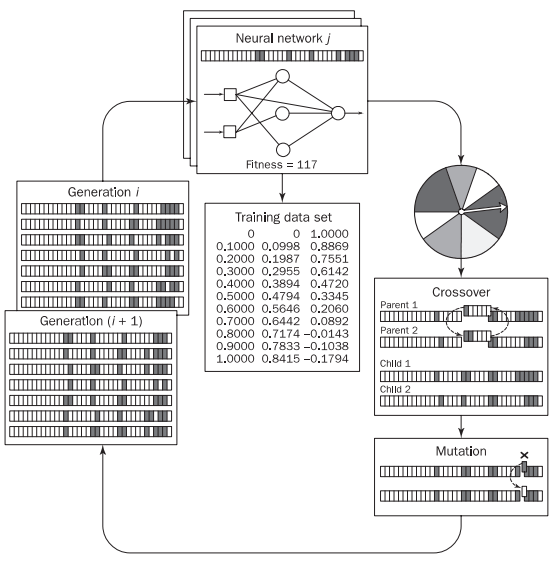 Neural network j
Fitness = 117
Generation i
Generation (i + 1)
Training data set
0 0 1.0000
0.1000 0.0998 0.8869
0.2000 0.1987 0.7551
0.3000 0.2955 0.6142
0.4000 0.3894 0.4720
0.5000 0.4794 0.3345
0.6000 0.5646 0.2060
0.7000 0.6442 0.0892
0.8000 0.7174 –0.0143
0.9000 0.7833 –0.1038
1.0000 0.8415 –0.1794
Crossover
Parent 1
Parent 2
Child 1
Child 2
Mutation